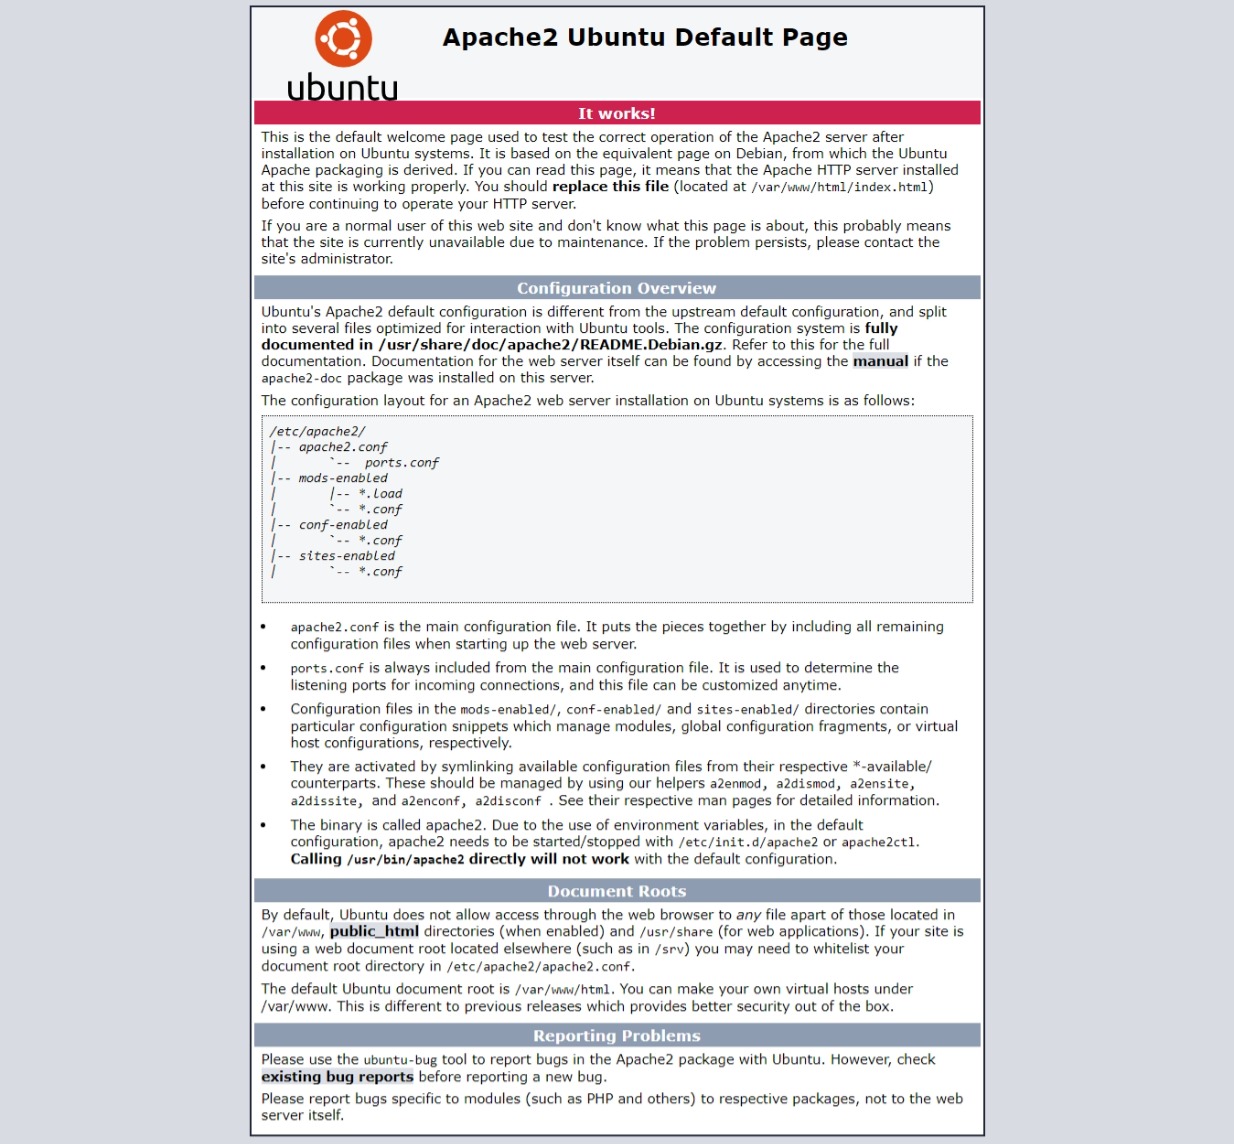 ubuntu
Apache2 Ubuntu Default Page
It works!
This is the default welcome page used to test the correct operation of the Apache2 server after
installation on Ubuntu systems. It is based on the equivalent page on Debian, from which the Ubuntu
Apache packaging is derived. If you can read this page, it means that the Apache HTTP server installed
at this site is working properly. You should replace this file (located at /var/www/html/index.html)
before continuing to operate your HTTP server.
If you are a normal user of this web site and don't know what this page is about, this probably means
that the site is currently unavailable due to maintenance. If the problem persists, please contact the
site's administrator.
Configuration Overview
Ubuntu's Apache2 default configuration is different from the upstream default configuration, and split
into several files optimized for interaction with Ubuntu tools. The configuration system is fully
documented in /usr/share/doc/apache2/README.Debian.gz. Refer to this for the full
documentation. Documentation for the web server itself can be found by accessing the manual if the
apache2-doc package was installed on this server.
The configuration layout for an Apache2 web server installation on Ubuntu systems is as follows:
/etc/apache2/
|-- apache2.conf
|       `--  ports.conf
|-- mods-enabled
|       |-- *.load
|       `-- *.conf
|-- conf-enabled
|       `-- *.conf
|-- sites-enabled
|       `-- *.conf
• apache2.conf is the main configuration file. It puts the pieces together by including all remaining
configuration files when starting up the web server.
• ports.conf is always included from the main configuration file. It is used to determine the
listening ports for incoming connections, and this file can be customized anytime.
• Configuration files in the mods-enabled/, conf-enabled/ and sites-enabled/ directories contain
particular configuration snippets which manage modules, global configuration fragments, or virtual
host configurations, respectively.
• They are activated by symlinking available configuration files from their respective *-available/
counterparts. These should be managed by using our helpers a2enmod, a2dismod, a2ensite,
a2dissite, and a2enconf, a2disconf . See their respective man pages for detailed information.
• The binary is called apache2. Due to the use of environment variables, in the default
configuration, apache2 needs to be started/stopped with /etc/init.d/apache2 or apache2ctl.
Calling /usr/bin/apache2 directly will not work with the default configuration.
Document Roots
By default, Ubuntu does not allow access through the web browser to any file apart of those located in
/var/www, public_html directories (when enabled) and /usr/share (for web applications). If your site is
using a web document root located elsewhere (such as in /srv) you may need to whitelist your
document root directory in /etc/apache2/apache2.conf.
The default Ubuntu document root is /var/www/html. You can make your own virtual hosts under
/var/www. This is different to previous releases which provides better security out of the box.
Reporting Problems
Please use the ubuntu-bug tool to report bugs in the Apache2 package with Ubuntu. However, check
existing bug reports before reporting a new bug.
Please report bugs specific to modules (such as PHP and others) to respective packages, not to the web
server itself.